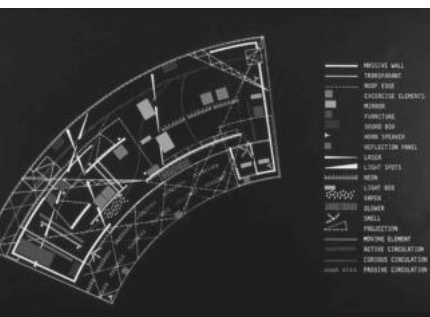 MASSIVE WALL
TRANSPARANT
ROOF EDGE
EXCERCISE ELEMENTS
MIRROR
FURNITURE
SOUND BOX
HORN SPEAKER
REFLECTION PANEL
LASER
LIGHT SPOTS
NEON
LIGHT BOX
VAPOR
BLOWER
SMELL
PROJECTION
MOVING ELEMENT
ACTIVE CIRCULATION
CURIOUS CIRCULATION
PASSIVE CIRCULATION